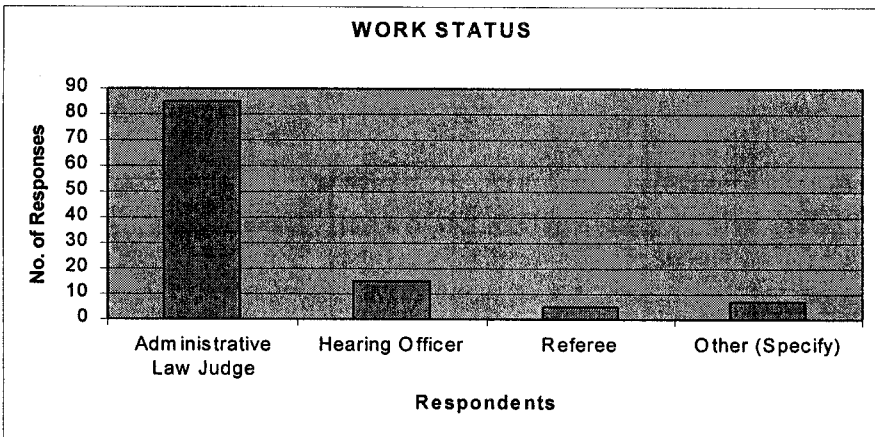 WORK STATUS
90
80
70
60
50
40
30
20
10
0
No. of Responses
Administrative
Law Judge
Hearing Officer
Referee
Other (Specify)
Respondents